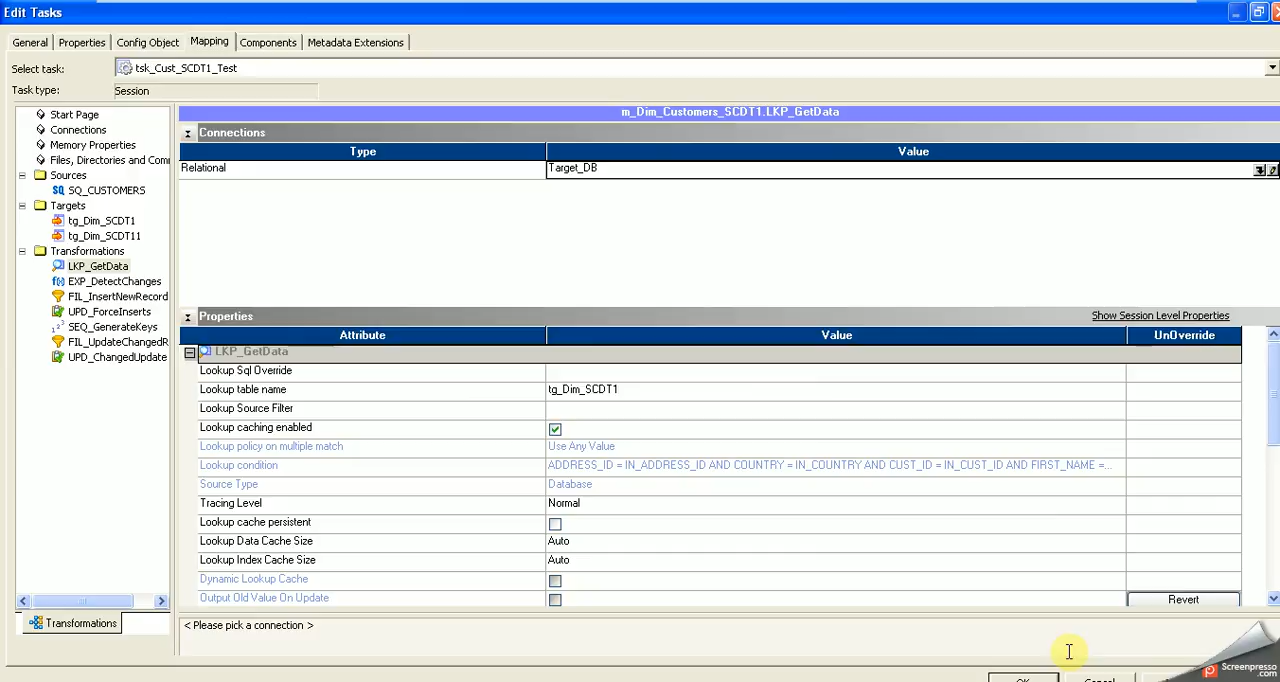 Edit Tasks
General
Properties
Config Object
Mapping
Components
Metadata Extensions
Select task:
tsk_Cust_SCDT1_Test
Task type:
Session
Start Page
Connections
Memory Properties
Files, Directories and Com
Sources
SQ SQ_CUSTOMERS
Targets
tg_Dim_SCDT1
tg_Dim_SCDT11
Transformations
LKP_GetData
f(x) EXP_DetectChanges
FIL_InsertNewRecord
UPD_ForceInserts
SEQ_GenerateKeys
FIL_UpdateChangedR
UPD_ChangedUpdate
Transformations
m_Dim_Customers_SCDT1.LKP_GetData
Connections
Type Value
Relational Target_DB
Properties
Show Session Level Properties
Attribute Value UnOverride
LKP_GetData
Lookup Sql Override
Lookup table name tg_Dim_SCDT1
Lookup Source Filter
Lookup caching enabled
Lookup policy on multiple match Use Any Value
Lookup condition ADDRESS_ID = IN_ADDRESS_ID AND COUNTRY = IN_COUNTRY AND CUST_ID = IN_CUST_ID AND FIRST_NAME =...
Source Type Database
Tracing Level Normal
Lookup cache persistent
Lookup Data Cache Size Auto
Lookup Index Cache Size Auto
Dynamic Lookup Cache
Output Old Value On Update Revert
< Please pick a connection >
OK
Cancel
Screenpresso
.com